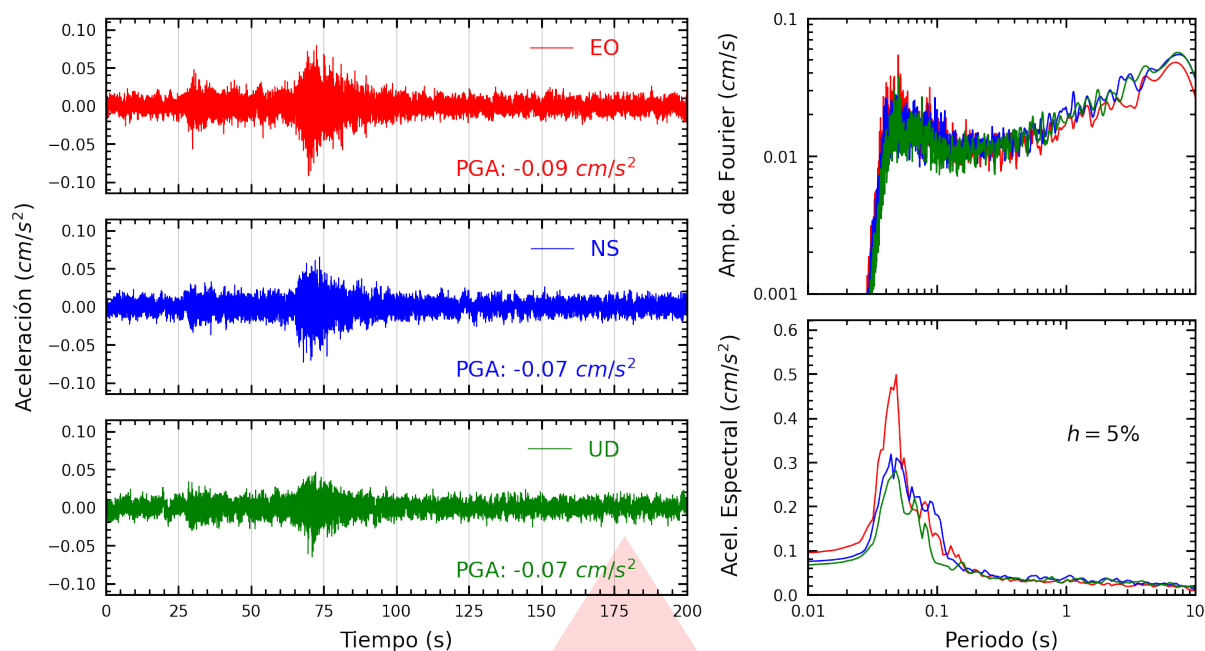 Aceleración (cm/s²)
0.10
0.05
0.00
−0.05
−0.10
EO
PGA: -0.09 cm/s²
0.10
0.05
0.00
−0.05
−0.10
NS
PGA: -0.07 cm/s²
0.10
0.05
0.00
−0.05
−0.10
UD
PGA: -0.07 cm/s²
0 25 50 75 100 125 150 175 200
Tiempo (s)
Amp. de Fourier (cm/s)
0.1
0.01
0.001
Acel. Espectral (cm/s²)
0.6
0.5
0.4
0.3
0.2
0.1
0.0
h = 5%
0.01 0.1 1 10
Periodo (s)